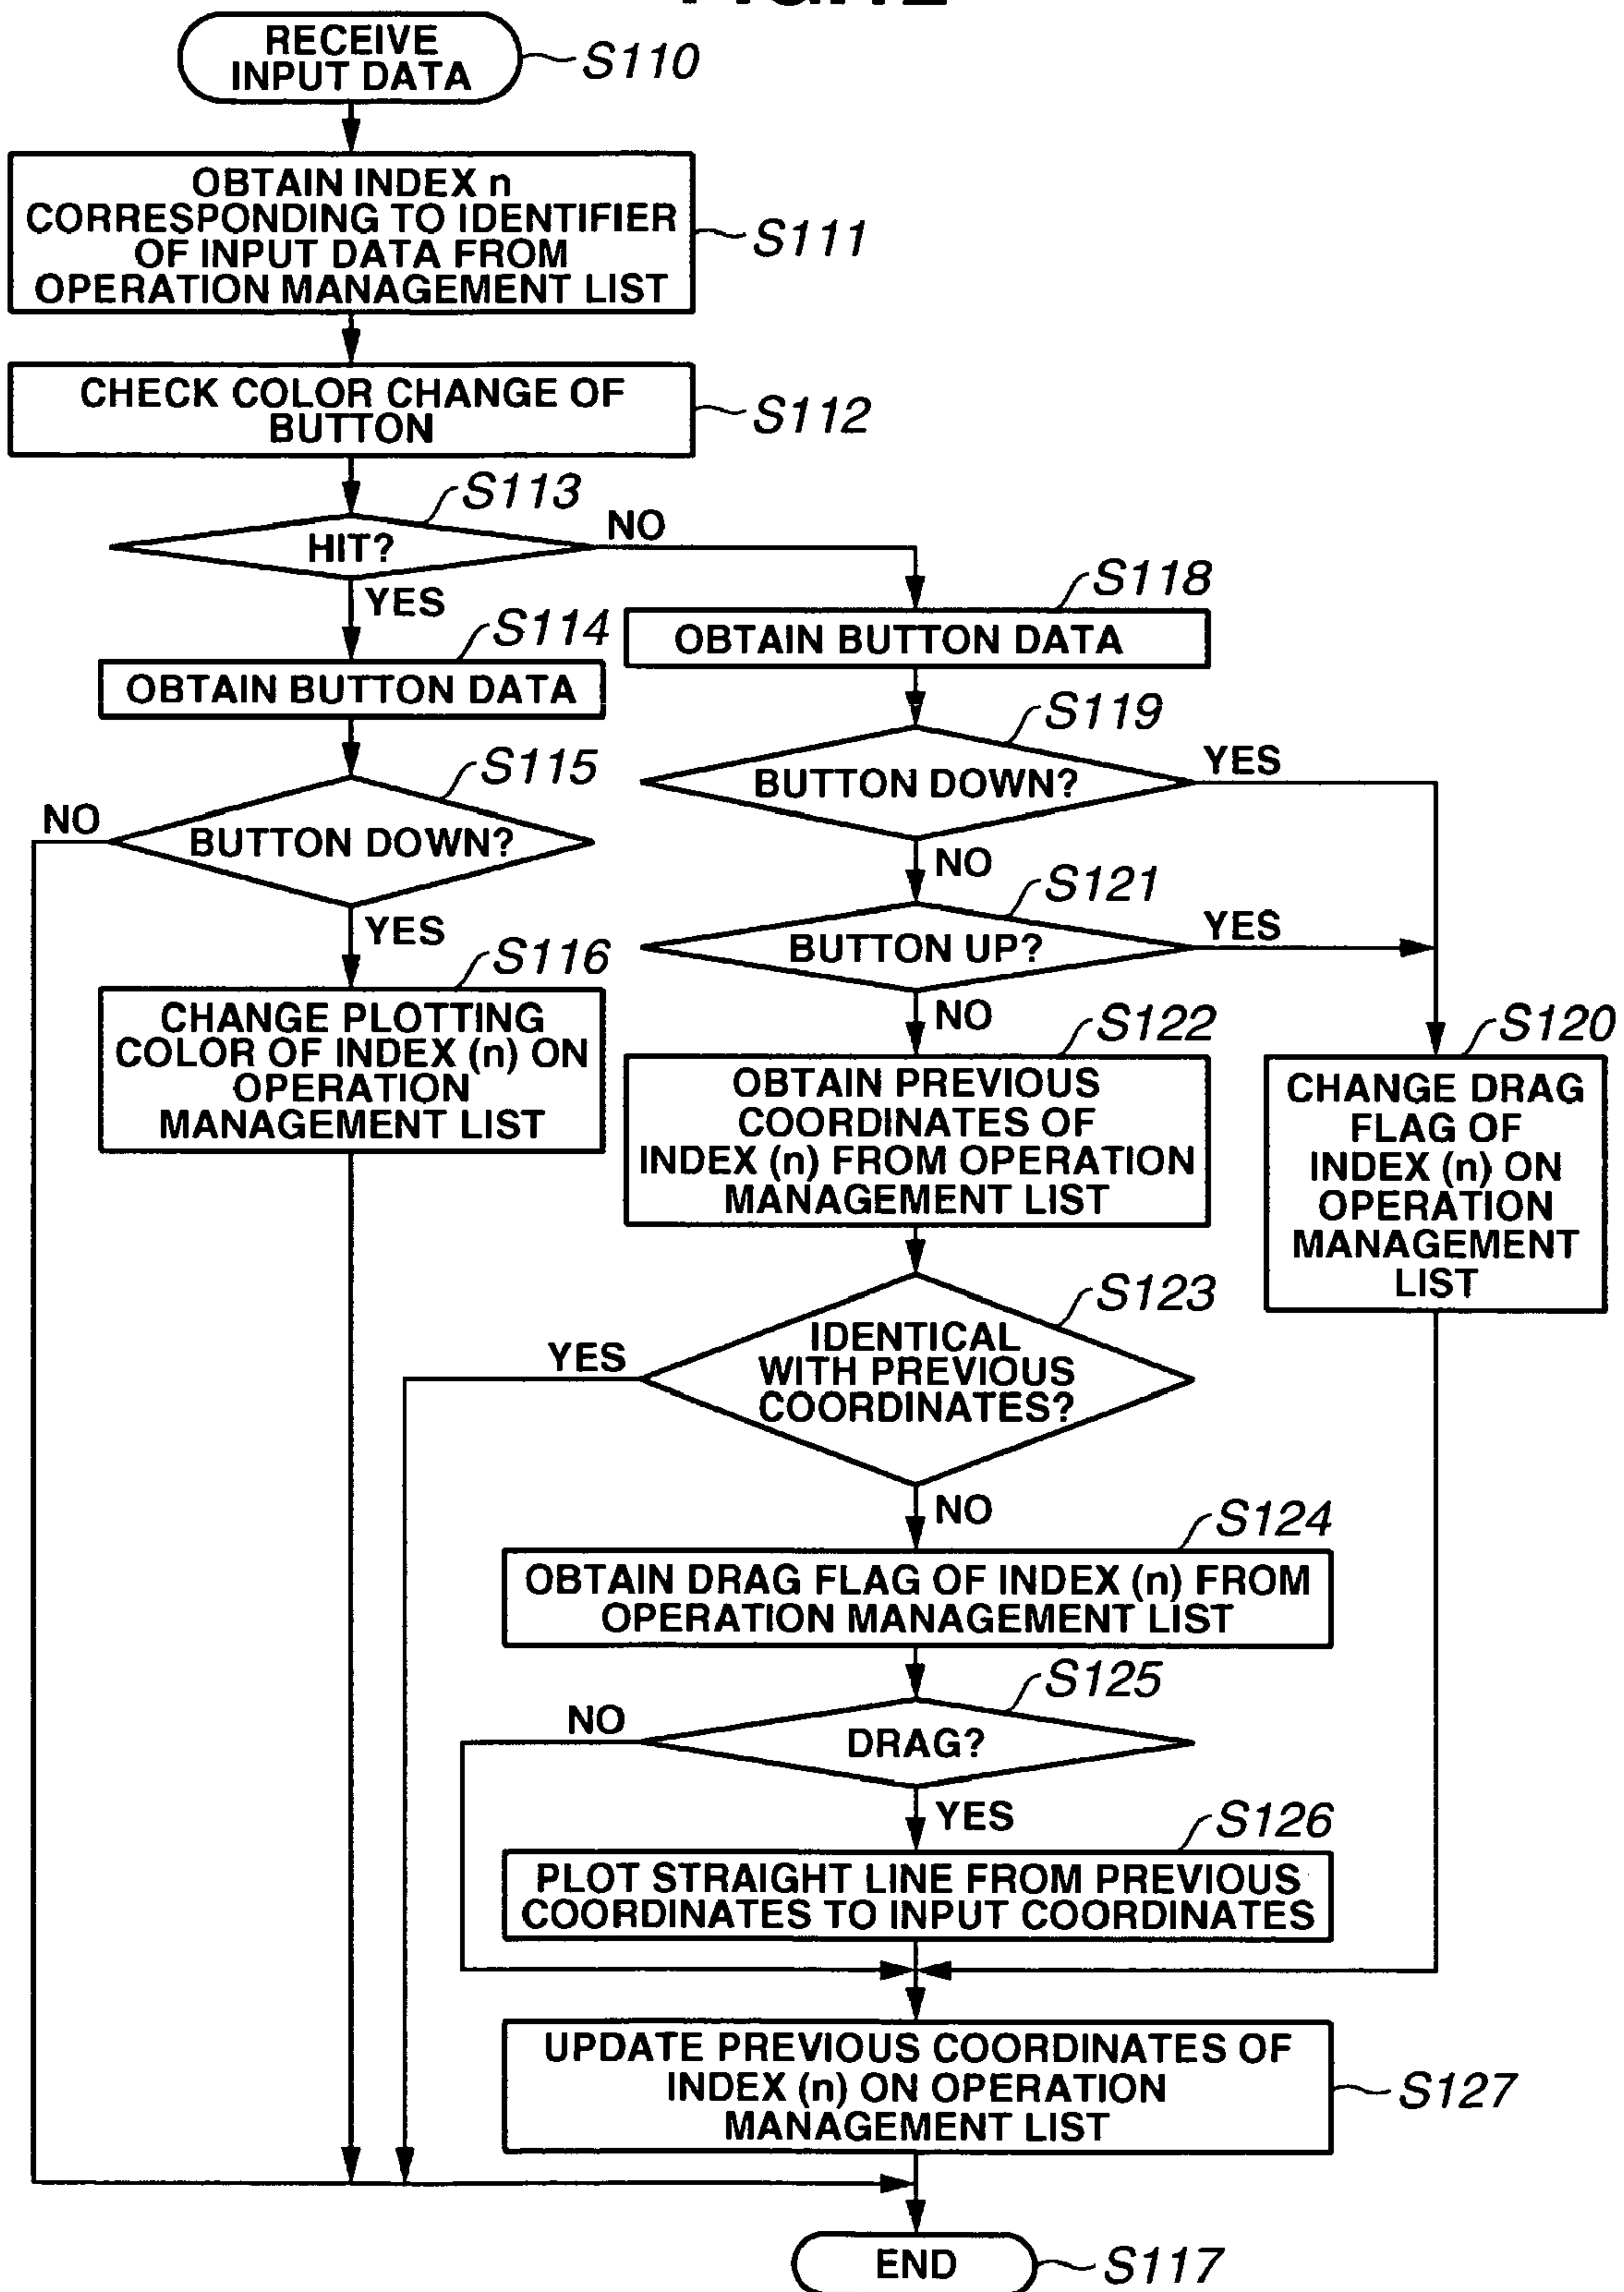 RECEIVE
INPUT DATA
S110
OBTAIN INDEX n
CORRESPONDING TO IDENTIFIER
OF INPUT DATA FROM
OPERATION MANAGEMENT LIST
S111
CHECK COLOR CHANGE OF
BUTTON
S112
S113
HIT?
NO
YES
S114
OBTAIN BUTTON DATA
S118
OBTAIN BUTTON DATA
S115
BUTTON DOWN?
NO
YES
S119
BUTTON DOWN?
YES
NO
S121
BUTTON UP?
YES
NO
S116
CHANGE PLOTTING
COLOR OF INDEX (n) ON
OPERATION
MANAGEMENT LIST
S122
OBTAIN PREVIOUS
COORDINATES OF
INDEX (n) FROM OPERATION
MANAGEMENT LIST
S120
CHANGE DRAG
FLAG OF
INDEX (n) ON
OPERATION
MANAGEMENT
LIST
S123
IDENTICAL
WITH PREVIOUS
COORDINATES?
YES
NO
S124
OBTAIN DRAG FLAG OF INDEX (n) FROM
OPERATION MANAGEMENT LIST
S125
DRAG?
NO
YES
S126
PLOT STRAIGHT LINE FROM PREVIOUS
COORDINATES TO INPUT COORDINATES
UPDATE PREVIOUS COORDINATES OF
INDEX (n) ON OPERATION
MANAGEMENT LIST
S127
END
S117